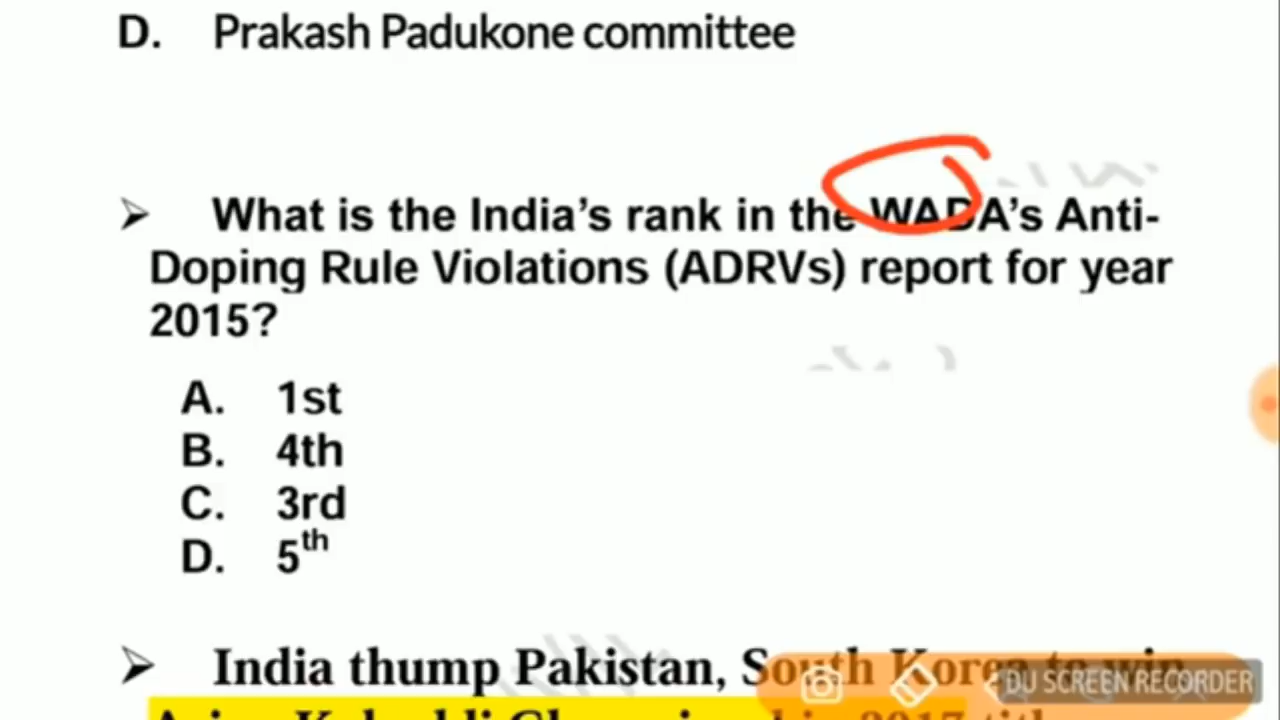 D. Prakash Padukone committee
➢ What is the India’s rank in the WADA’s Anti-
Doping Rule Violations (ADRVs) report for year
2015?
A. 1st
B. 4th
C. 3rd
D. 5th
➢ India thump Pakistan, South Korea to win
DU SCREEN RECORDER